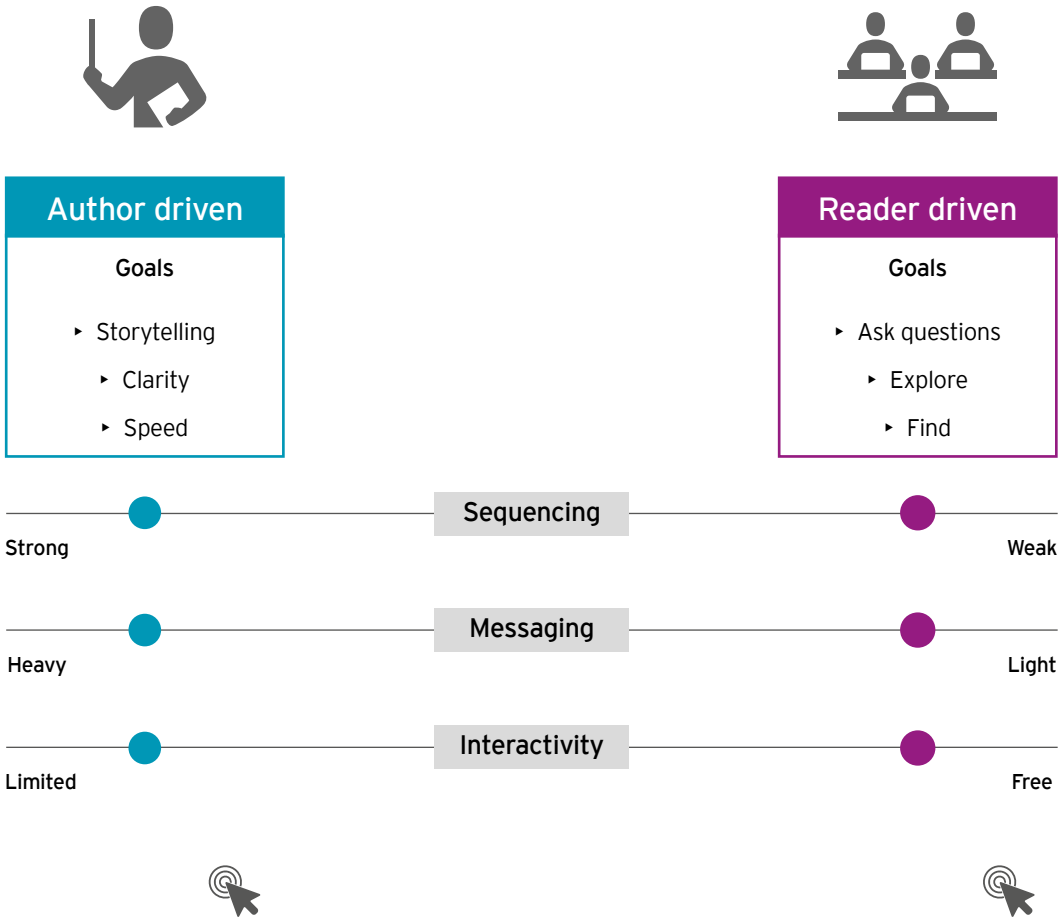 Author driven
Goals
‣ Storytelling
‣ Clarity
‣ Speed
Reader driven
Goals
‣ Ask questions
‣ Explore
‣ Find
Sequencing
Strong
Weak
Messaging
Heavy
Light
Interactivity
Limited
Free